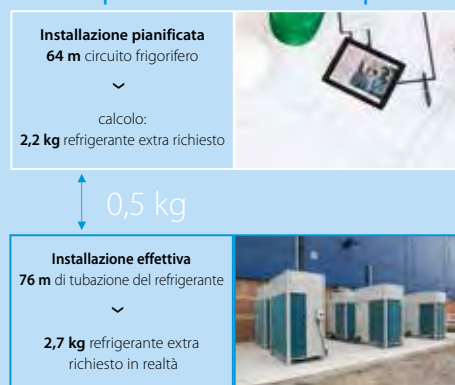 Installazione pianificata
64 m circuito frigorifero
calcolo:
2,2 kg refrigerante extra richiesto
0,5 kg
Installazione effettiva
76 m di tubazione del refrigerante
2,7 kg refrigerante extra
richiesto in realtà